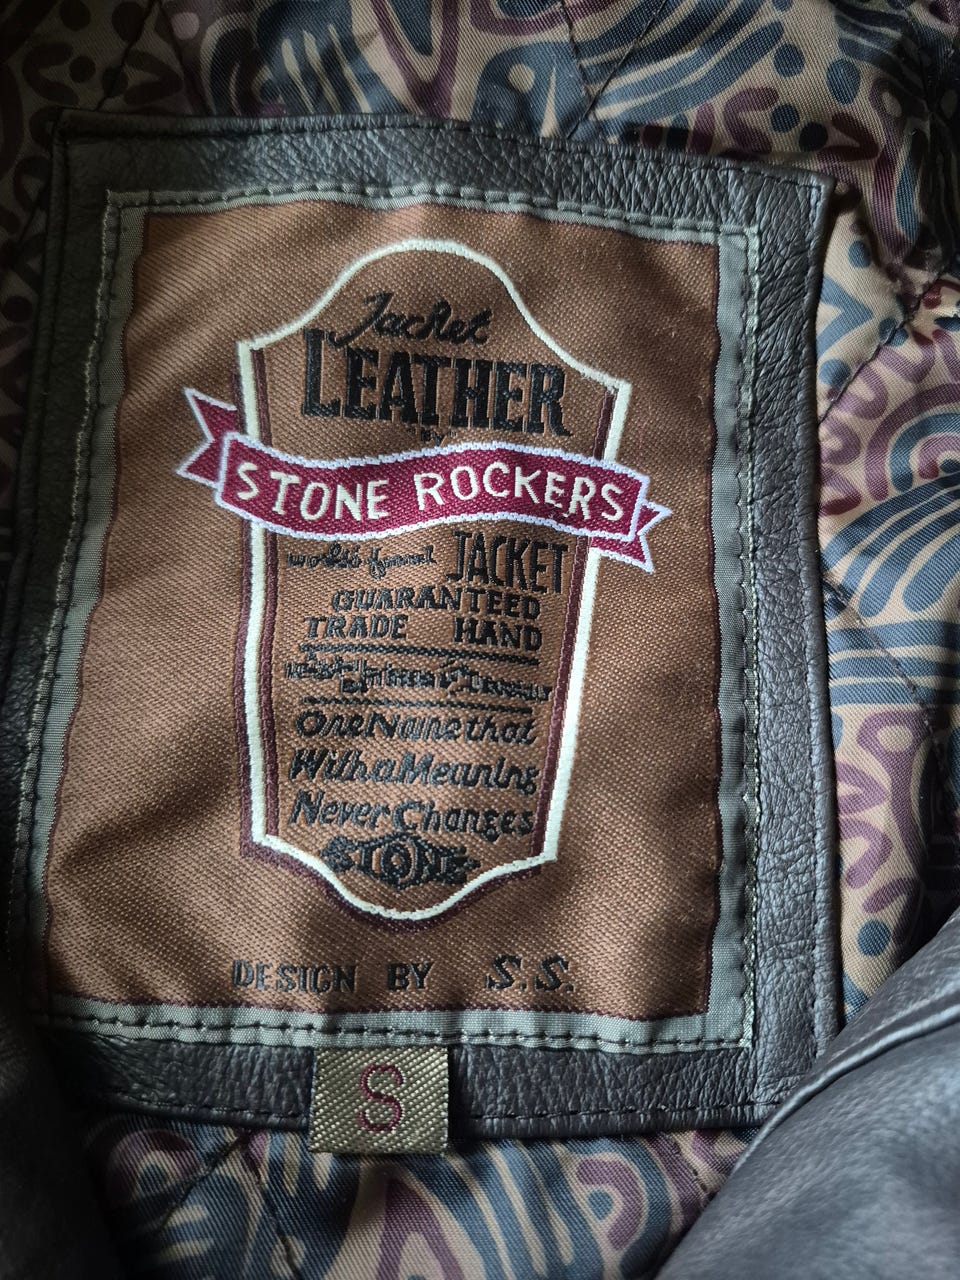 Jacket
LEATHER
BY
STONE ROCKERS
JACKET
GUARANTEED
TRADE HAND
One Name that
With a Meaning
Never Changes
STONE
DESIGN BY S.S.
S